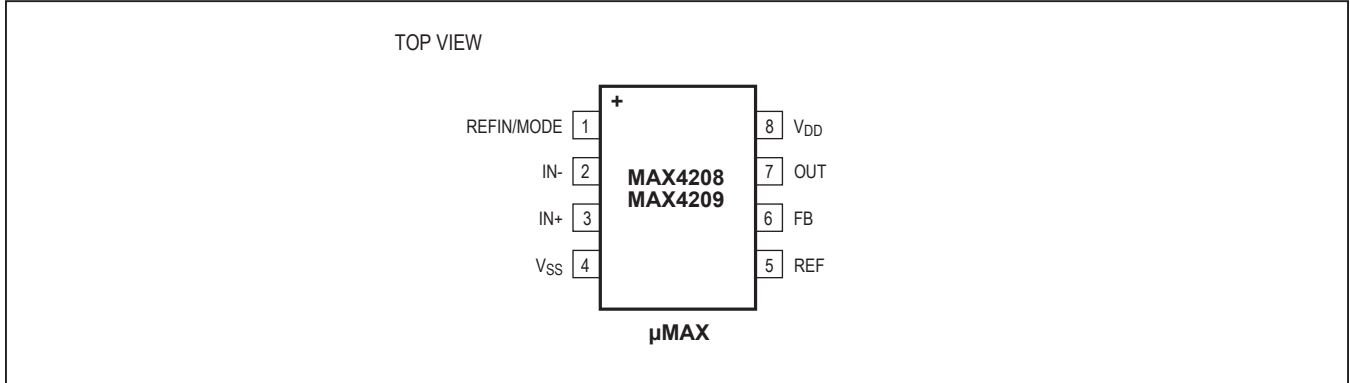 TOP VIEW
+
REFIN/MODE 1
8 VDD
IN- 2
7 OUT
MAX4208
MAX4209
IN+ 3
6 FB
VSS 4
5 REF
µMAX